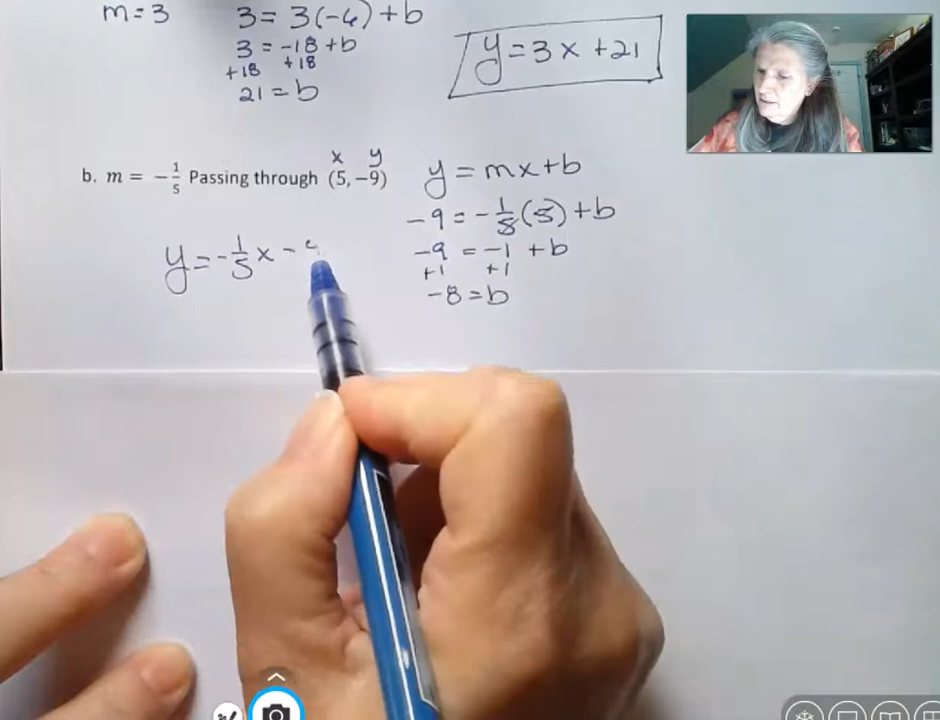 m=3
3=3(-6)+b
3=-18+b
+18 +18
21=b
y=3x+21
x y
b. m = -1/5 Passing through (5, -9)
y=mx+b
-9=-1/5(5)+b
-9=-1+b
+1 +1
-8=b
y=-1/5x-